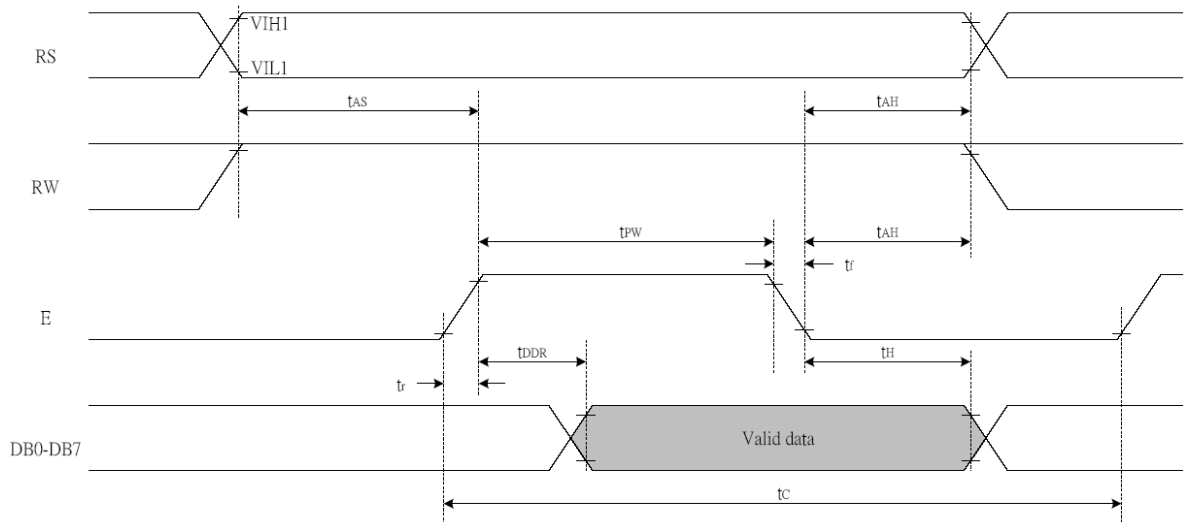 VIH1
RS
VIL1
tAS
tAH
RW
tPW
tAH
tf
E
tDDR
tH
tr
Valid data
DB0-DB7
tC